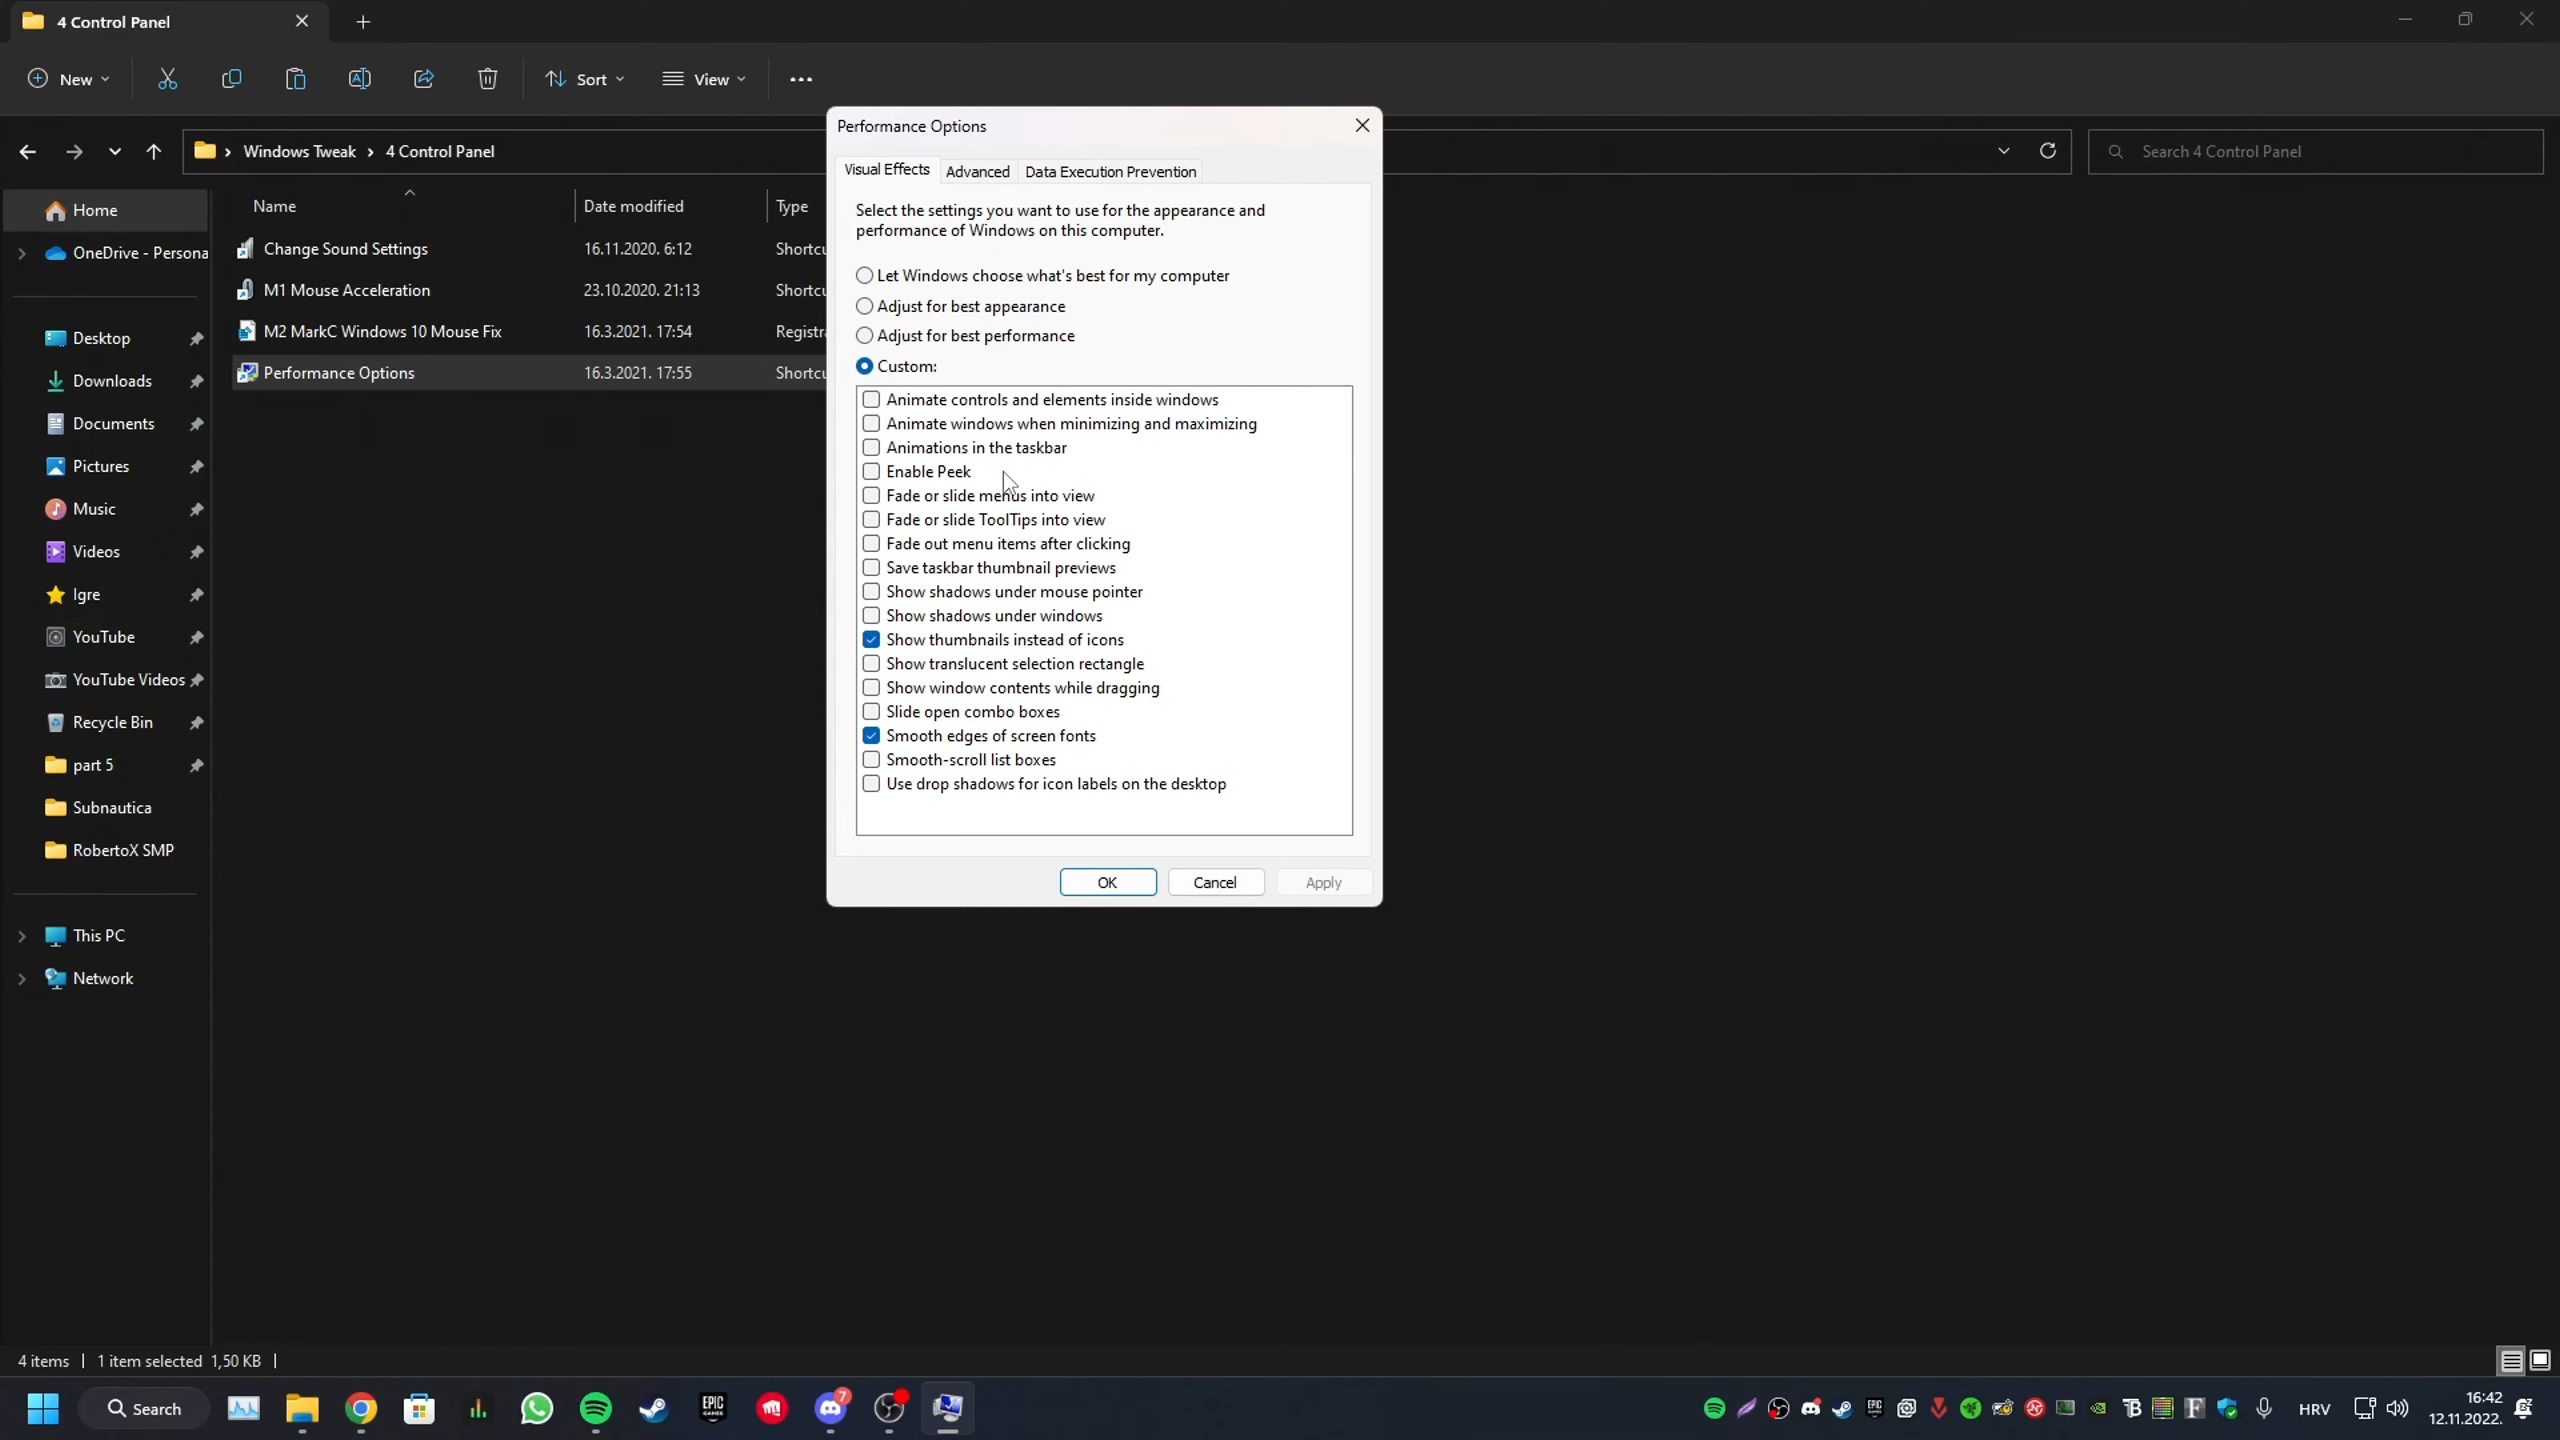 4 Control Panel
New
Sort
View
Windows Tweak
4 Control Panel
Search 4 Control Panel
Home
OneDrive - Persona
Desktop
Downloads
Documents
Pictures
Music
Videos
Igre
YouTube
YouTube Videos
Recycle Bin
part 5
Subnautica
RobertoX SMP
This PC
Network
Name Date modified Type
Change Sound Settings 16.11.2020. 6:12 Shortcu
M1 Mouse Acceleration 23.10.2020. 21:13 Shortcu
M2 MarkC Windows 10 Mouse Fix 16.3.2021. 17:54 Registra
Performance Options 16.3.2021. 17:55 Shortcu
Performance Options
Visual Effects Advanced Data Execution Prevention
Select the settings you want to use for the appearance and
performance of Windows on this computer.
Let Windows choose what's best for my computer
Adjust for best appearance
Adjust for best performance
Custom:
Animate controls and elements inside windows
Animate windows when minimizing and maximizing
Animations in the taskbar
Enable Peek
Fade or slide menus into view
Fade or slide ToolTips into view
Fade out menu items after clicking
Save taskbar thumbnail previews
Show shadows under mouse pointer
Show shadows under windows
Show thumbnails instead of icons
Show translucent selection rectangle
Show window contents while dragging
Slide open combo boxes
Smooth edges of screen fonts
Smooth-scroll list boxes
Use drop shadows for icon labels on the desktop
OK Cancel Apply
4 items 1 item selected 1,50 KB
Search
EPIC
GAMES
7
HRV
16:42
12.11.2022.